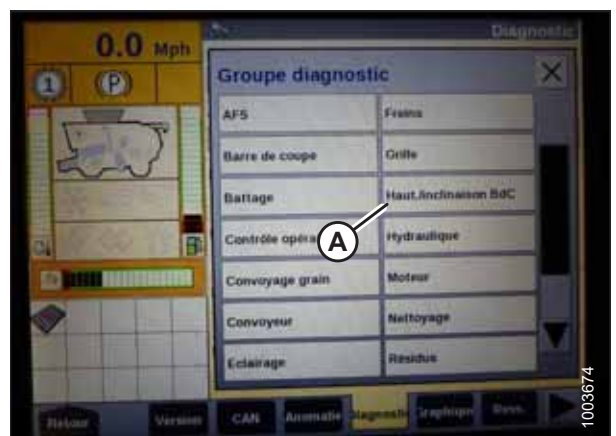 0.0 Mph
Diagnostic
1
(P)
Groupe diagnostic
AFS
Freins
Barre de coupe
Grille
Battage
Haut./inclinaison BdC
Contrôle opéra
A
Hydraulique
Convoyage grain
Moteur
Convoyeur
Nettoyage
Eclairage
Résidus
Retour
Version
CAN
Anomalie
Diagnostic
Graphique
Ress.
1003674